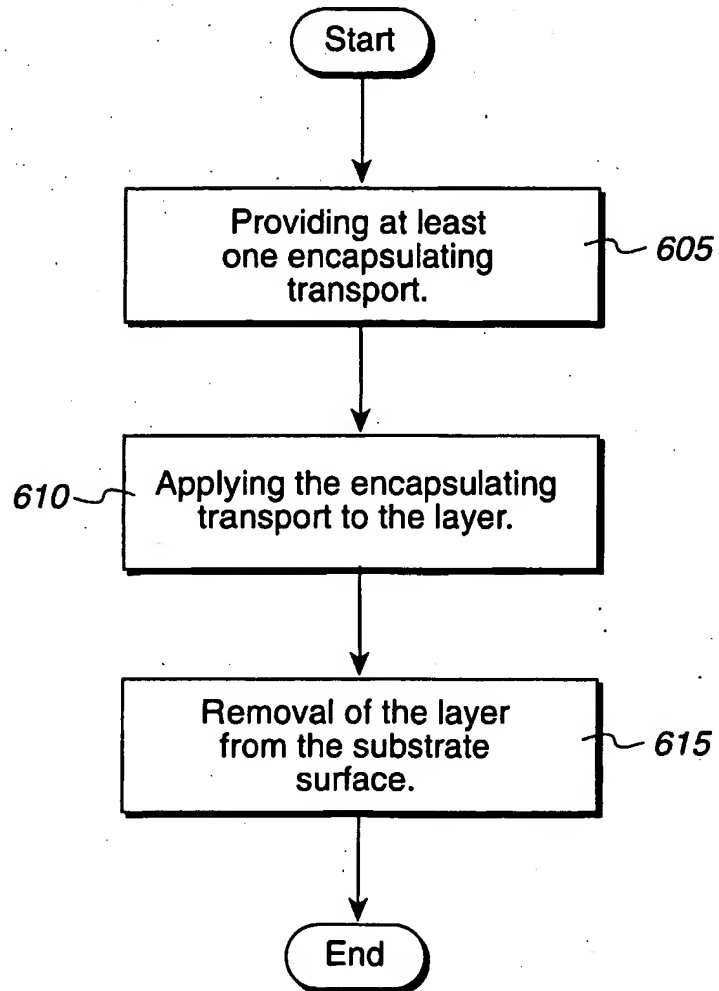 Start
Providing at least
one encapsulating
transport.
605
610
Applying the encapsulating
transport to the layer.
Removal of the layer
from the substrate
surface.
615
End